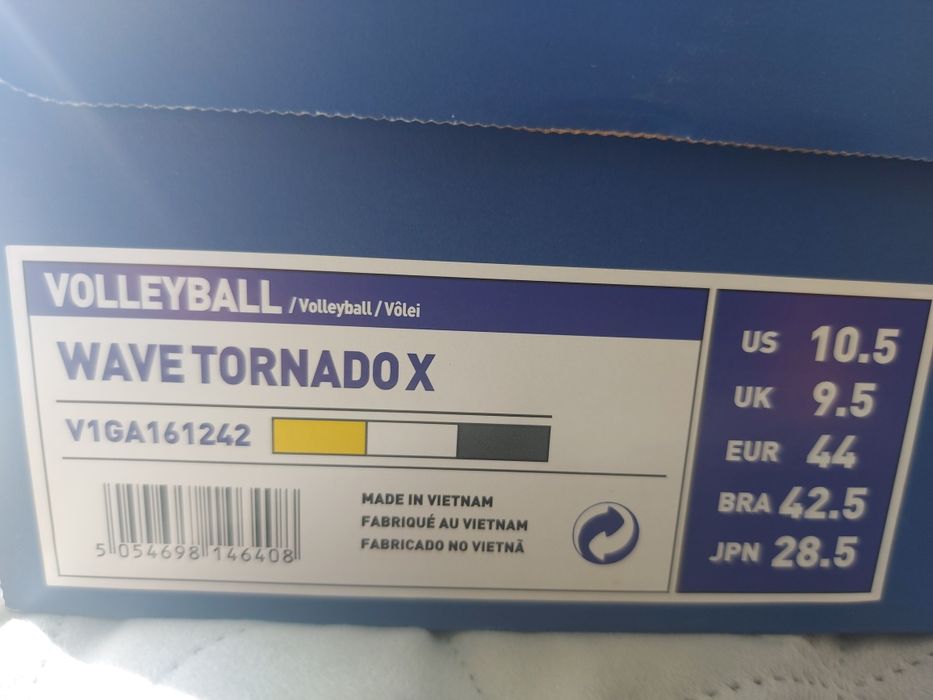 VOLLEYBALL / Volleyball / Vôlei
WAVE TORNADO X
V1GA161242
5 054698 146408
MADE IN VIETNAM
FABRIQUÉ AU VIETNAM
FABRICADO NO VIETNÃ
US 10.5
UK 9.5
EUR 44
BRA 42.5
JPN 28.5